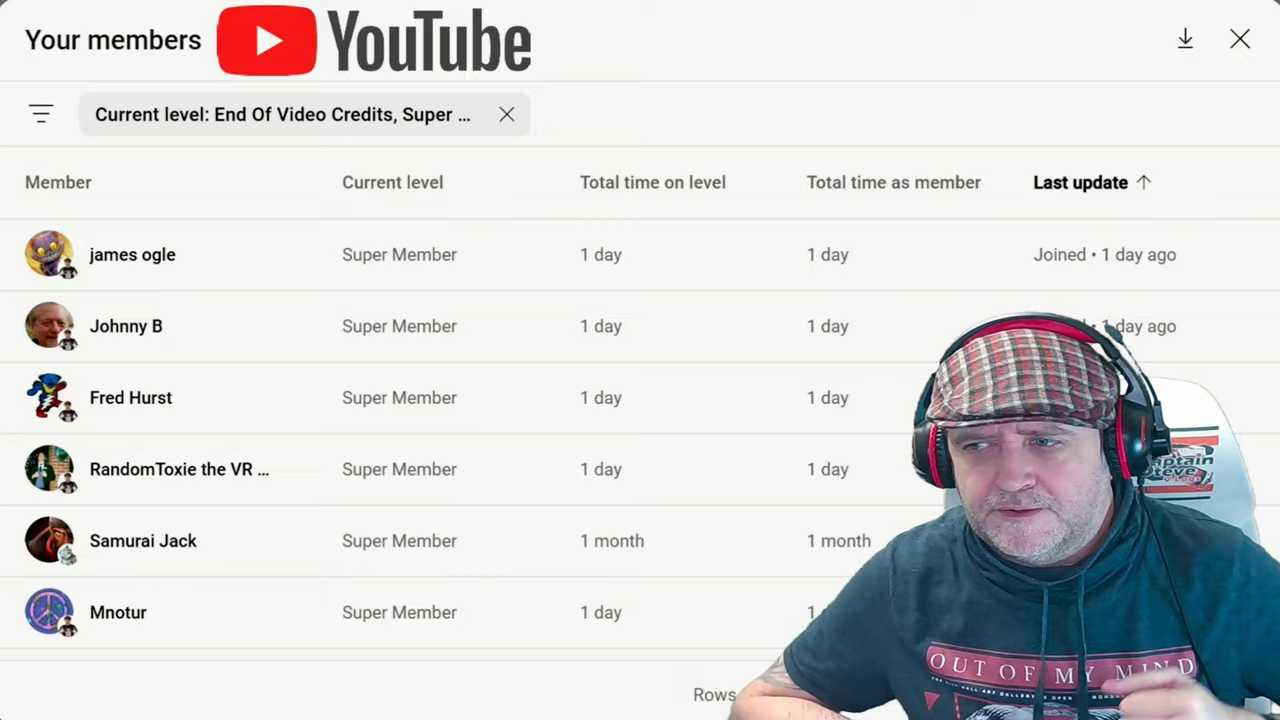 Your members YouTube
Current level: End Of Video Credits, Super ...
Member Current level Total time on level Total time as member Last update
james ogle Super Member 1 day 1 day Joined • 1 day ago
Johnny B Super Member 1 day 1 day day ago
Fred Hurst Super Member 1 day 1 day
RandomToxie the VR ... Super Member 1 day 1 day
Samurai Jack Super Member 1 month 1 month
Mnotur Super Member 1 day
Rows
Captain
Steve
OUT OF MY MIND